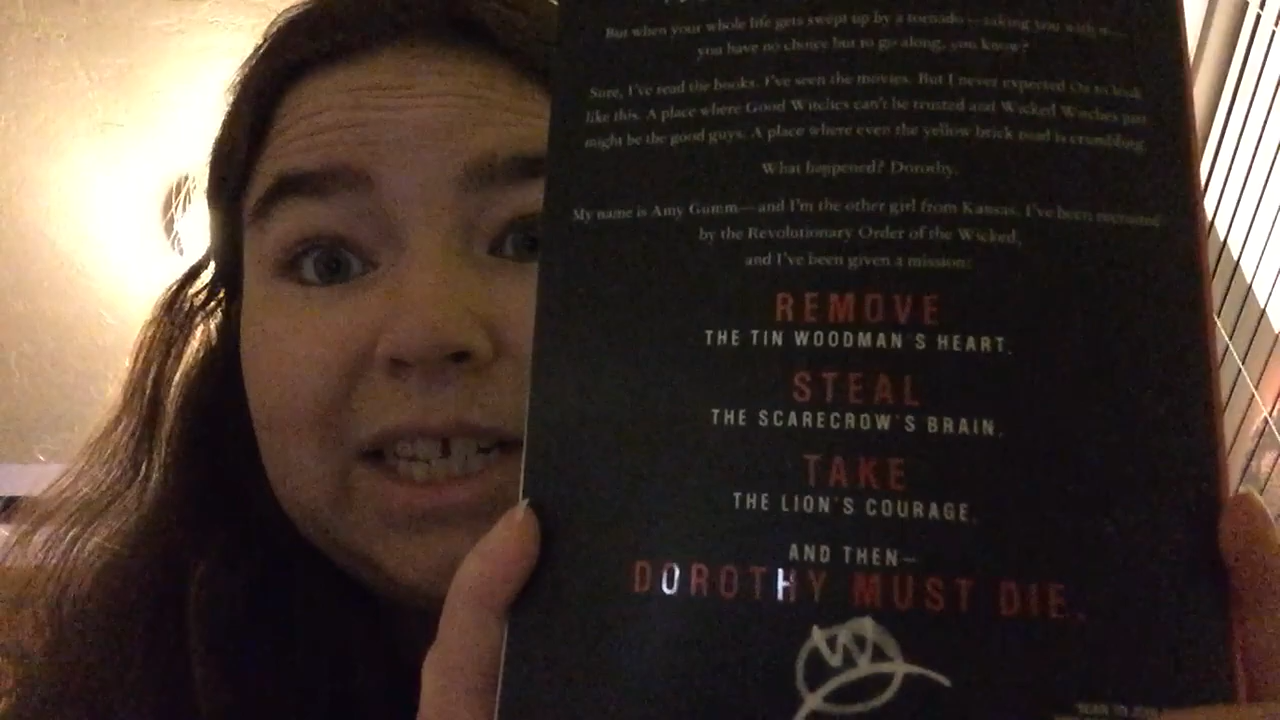 But when your whole life gets swept up by a tornado—taking you with it—
you have no choice but to go along, you know?
Sure, I've read the books. I've seen the movies. But I never expected Oz to look
like this. A place where Good Witches can't be trusted and Wicked Witches just
might be the good guys. A place where even the yellow brick road is crumbling.
What happened? Dorothy.
My name is Amy Gumm—and I'm the other girl from Kansas. I've been recruited
by the Revolutionary Order of the Wicked,
and I've been given a mission:
REMOVE
THE TIN WOODMAN'S HEART.
STEAL
THE SCARECROW'S BRAIN.
TAKE
THE LION'S COURAGE.
AND THEN—
DOROTHY MUST DIE.
W
SCAN TO